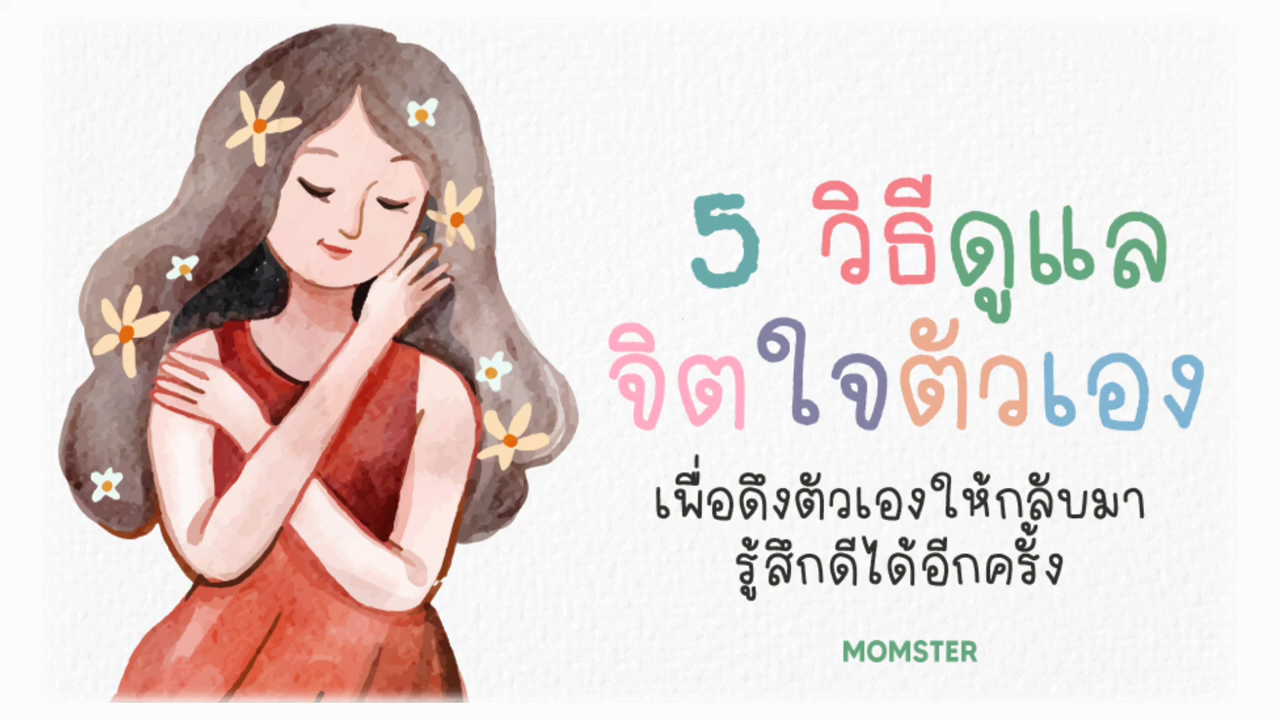 5 วิธีดูแล
จิตใจตัวเอง
เพื่อดึงตัวเองให้กลับมา
รู้สึกดีได้อีกครั้ง
MOMSTER